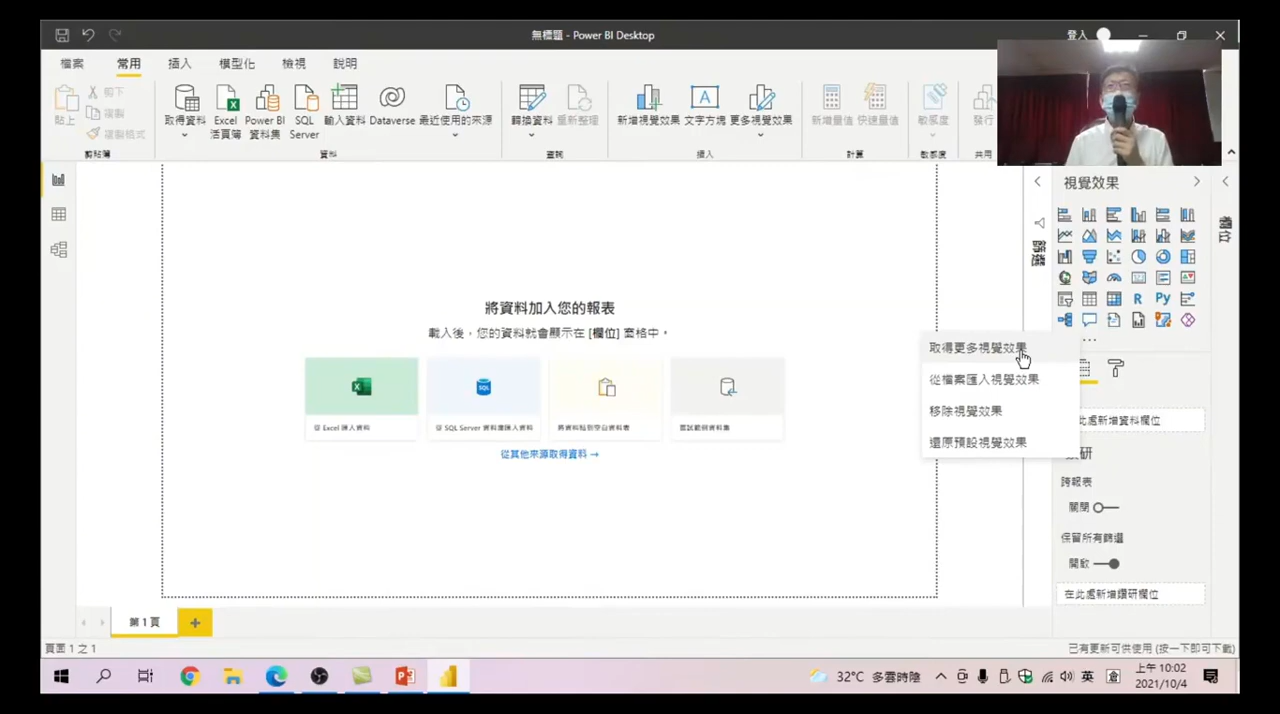 無標題 - Power BI Desktop
登入
檔案 常用 插入 模型化 檢視 說明
貼上
剪下
複製
複製格式
取得資料
Excel 活頁簿
Power BI 資料集
SQL Server
輸入資料
Dataverse
最近使用的來源
轉換資料
重新整理
新增視覺效果
文字方塊
更多視覺效果
新增量值
快速量值
敏感度
發行
剪貼簿 資料 查詢 插入 計算 敏感度 共用
視覺效果
篩選
R
Py
將資料加入您的報表
載入後，您的資料就會顯示在 [欄位] 窗格中。
從 Excel 匯入資料
從 SQL Server 資料庫匯入資料
將資料貼到空白資料表
嘗試範例資料集
從其他來源取得資料 →
取得更多視覺效果
從檔案匯入視覺效果
移除視覺效果
還原預設視覺效果
此處新增資料欄位
研
跨報表
關閉
保留所有篩選
開啟
在此處新增鑽研欄位
第 1 頁
頁面 1 之 1
已有更新可供使用 (按一下即可下載)
32°C 多雲時陰
英
倉
上午 10:02
2021/10/4